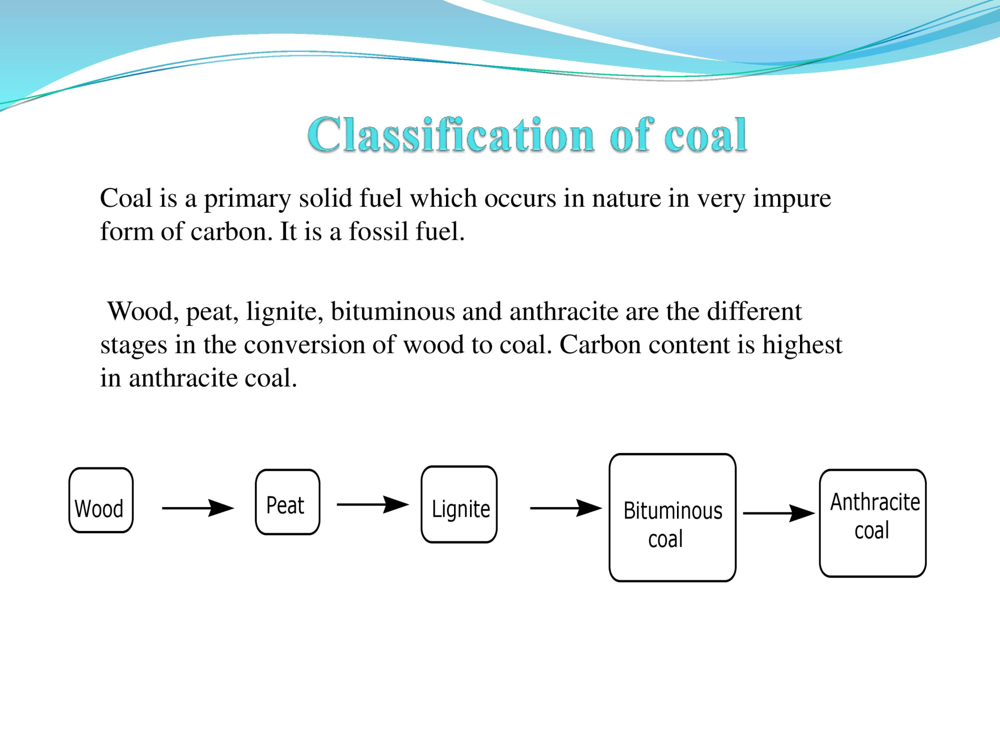 Classification of coal
Coal is a primary solid fuel which occurs in nature in very impure
form of carbon. It is a fossil fuel.
Wood, peat, lignite, bituminous and anthracite are the different
stages in the conversion of wood to coal. Carbon content is highest
in anthracite coal.
Wood
Peat
Lignite
Bituminous
coal
Anthracite
coal